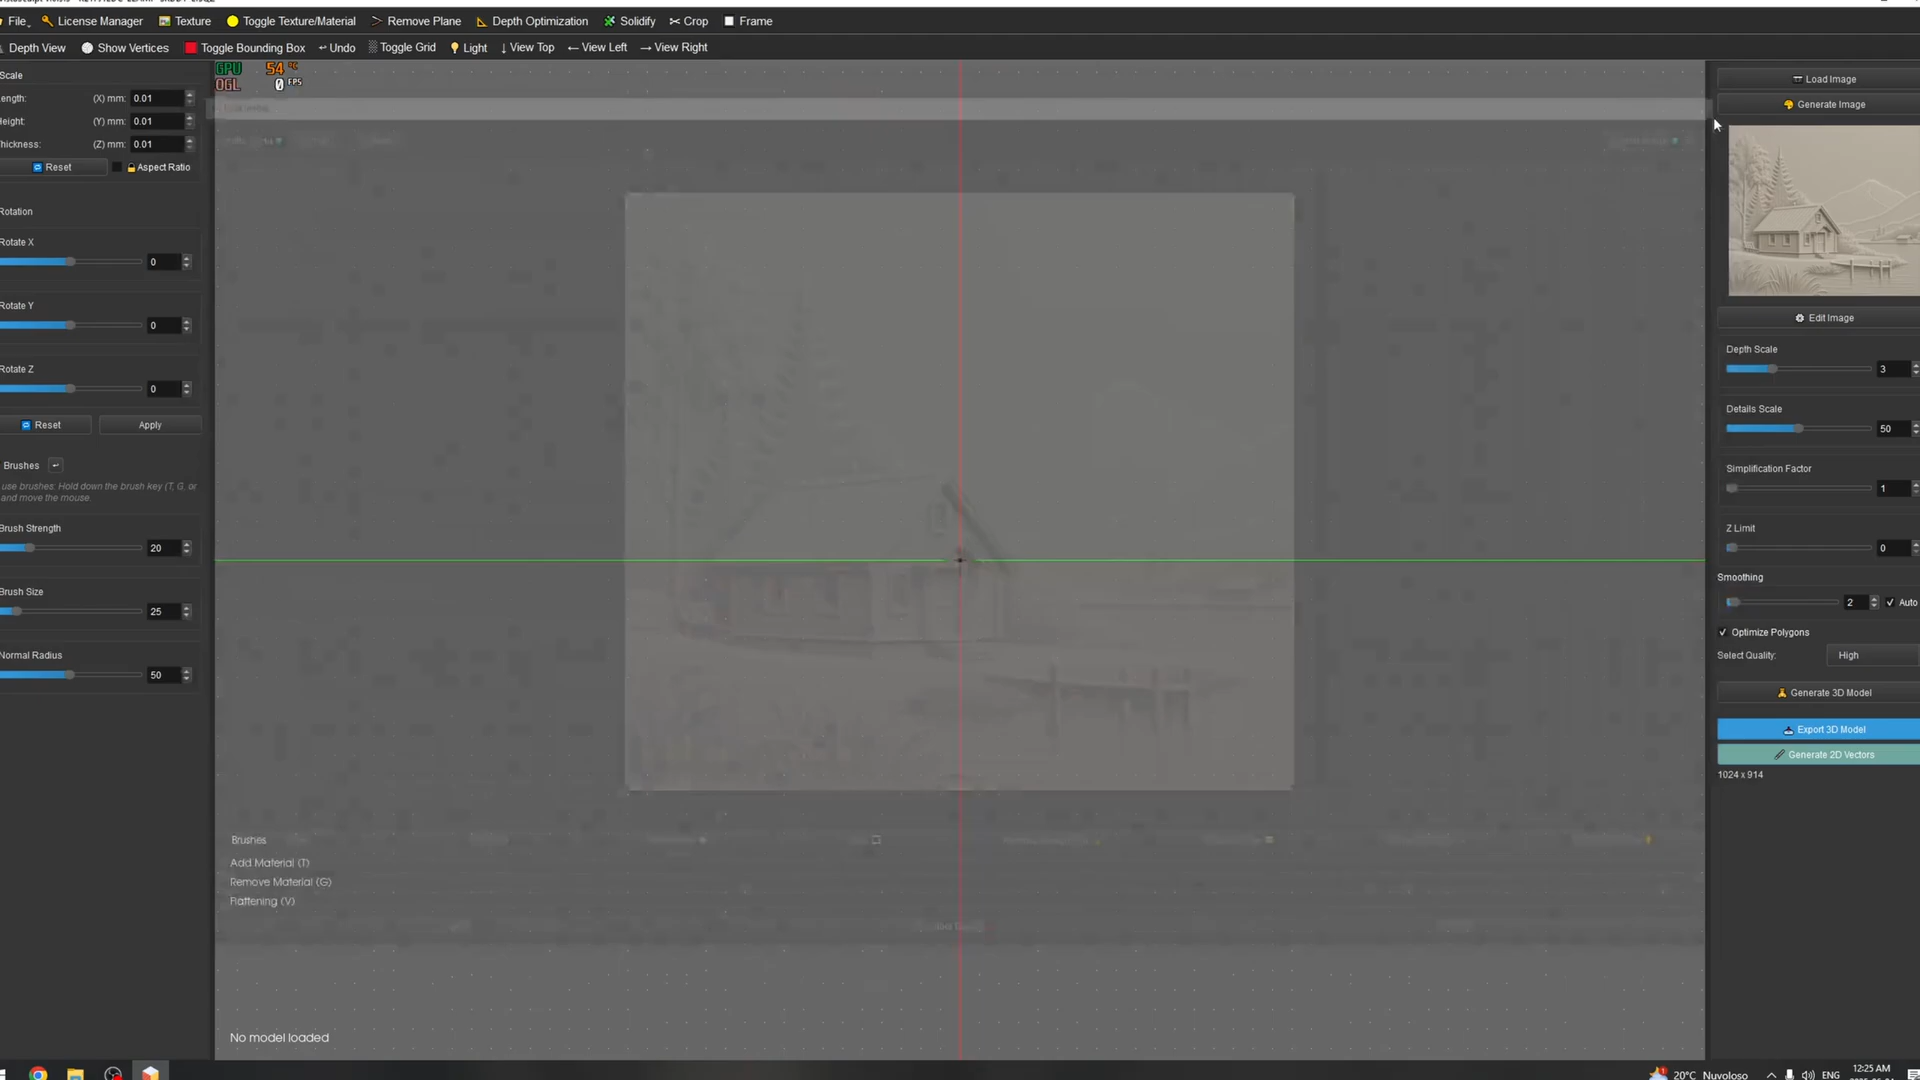 File
License Manager
Texture
Toggle Texture/Material
Remove Plane
Depth Optimization
Solidify
Crop
Frame
Depth View
Show Vertices
Toggle Bounding Box
Undo
Toggle Grid
Light
View Top
View Left
View Right
GPU 54 °C
OGL 0 FPS
Scale
(X) mm: 0.01
(Y) mm: 0.01
(Z) mm: 0.01
Reset
Aspect Ratio
Rotation
Rotate X
0
Rotate Y
0
Rotate Z
0
Reset
Apply
Brushes
use brushes: Hold down the brush key (T, G, or
and move the mouse.
Brush Strength
20
Brush Size
25
Normal Radius
50
Brushes
Add Material (T)
Remove Material (G)
Flattening (V)
No model loaded
Load Image
Generate Image
Edit Image
Depth Scale
3
Details Scale
50
Simplification Factor
1
Z Limit
0
Smoothing
2
Auto
Optimize Polygons
Select Quality:
High
Generate 3D Model
Export 3D Model
Generate 2D Vectors
1024 x 914
1
20°C Nuvoloso
ENG
12:25 AM